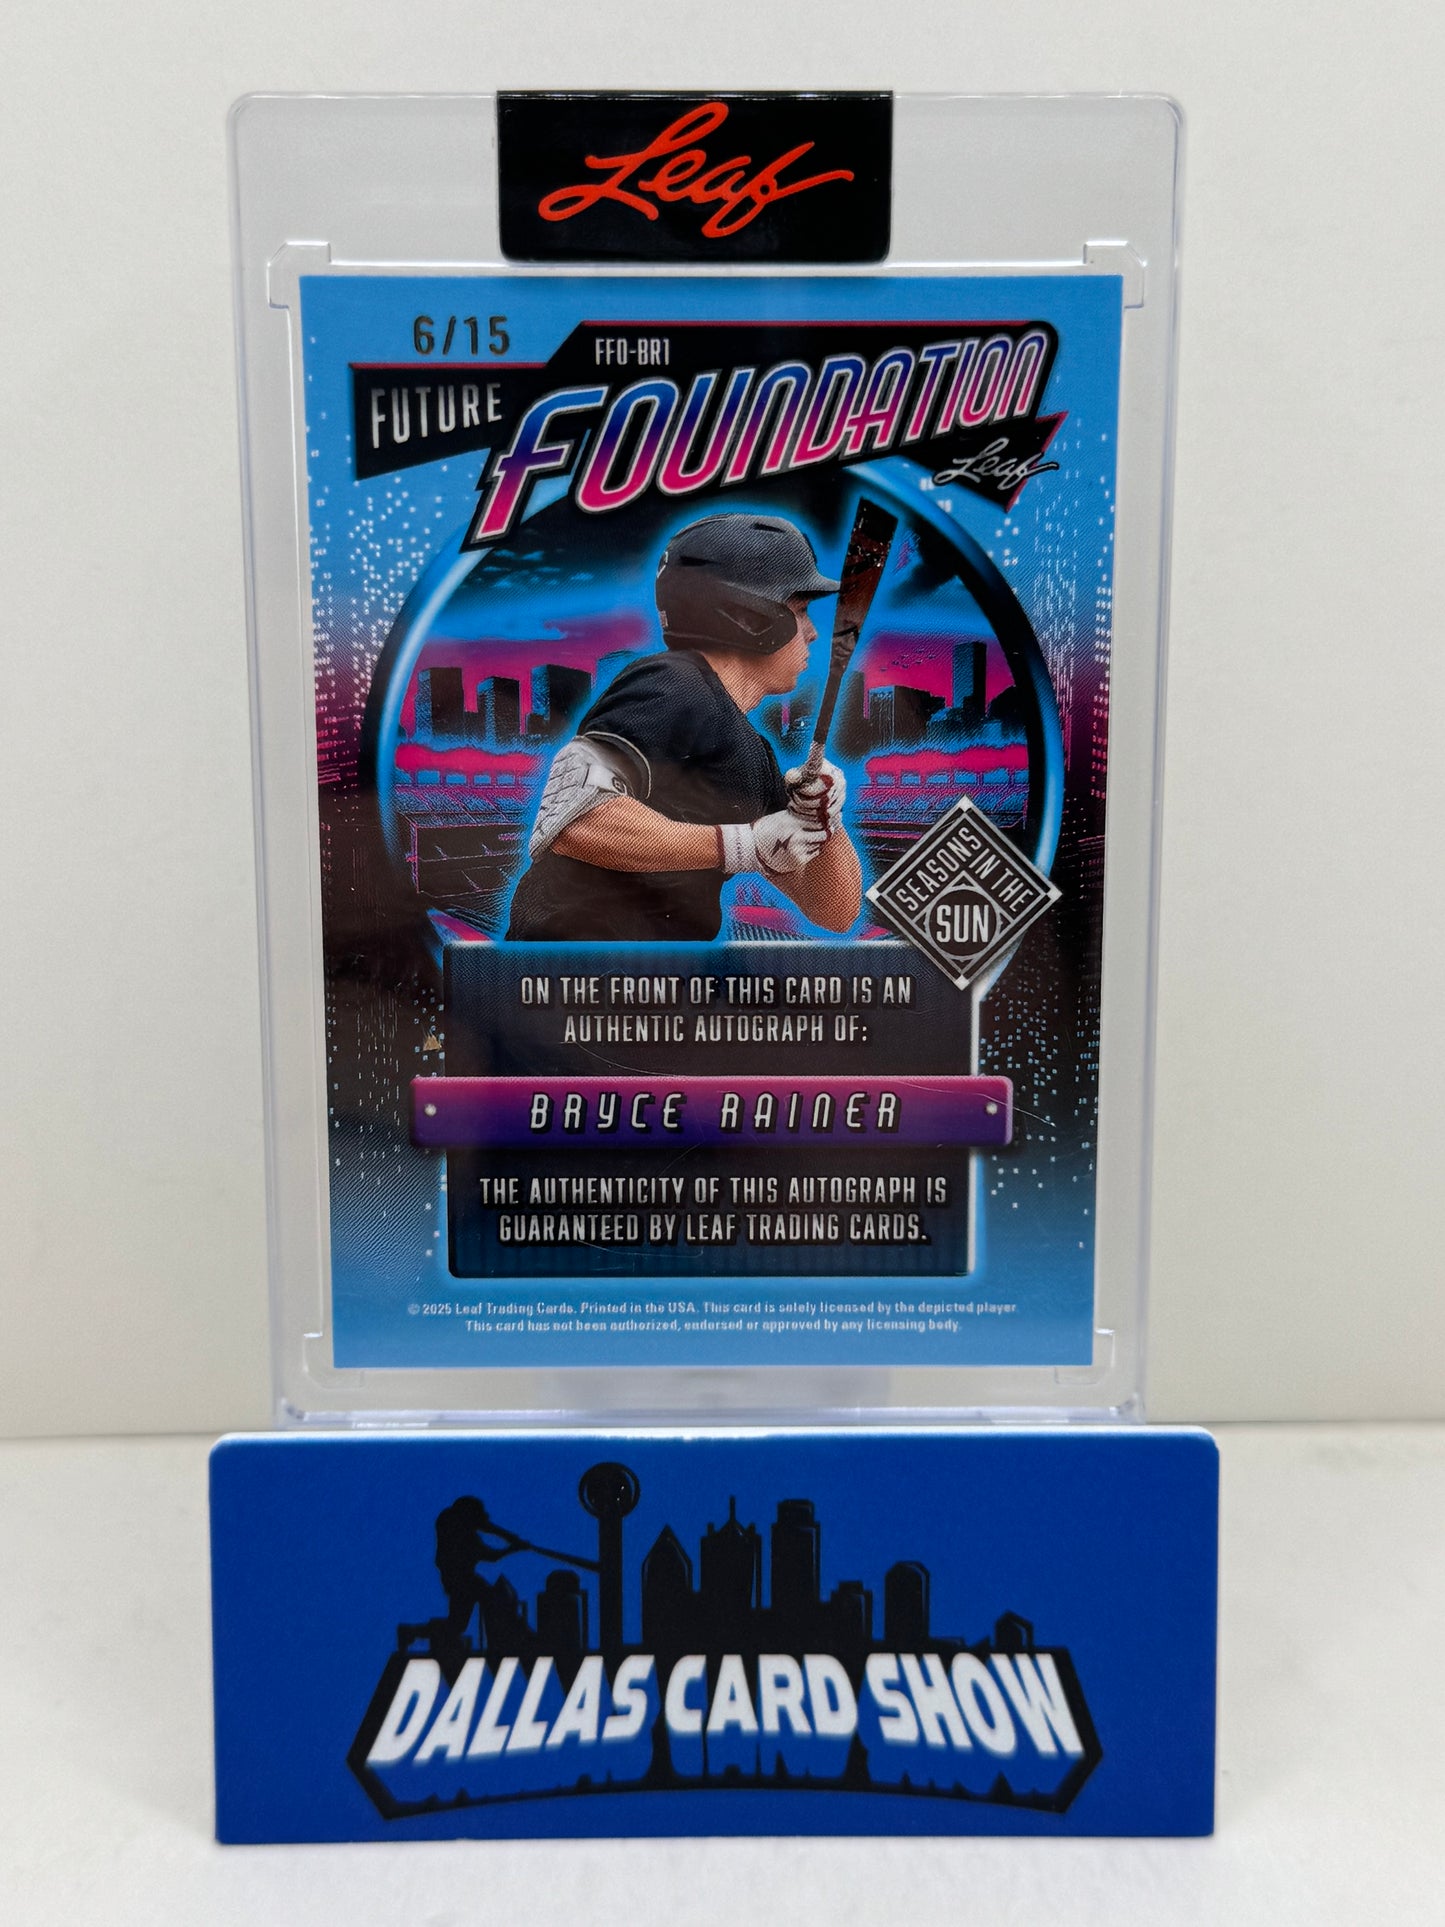 Leaf
6/15
FFO-BR1
FUTURE
FOUNDATION
Leaf
SEASONS IN THE
SUN
ON THE FRONT OF THIS CARD IS AN
AUTHENTIC AUTOGRAPH OF:
BRYCE RAINER
THE AUTHENTICITY OF THIS AUTOGRAPH IS
GUARANTEED BY LEAF TRADING CARDS.
© 2025 Leaf Trading Cards. Printed in the USA. This card is solely licensed by the depicted player.
This card has not been authorized, endorsed or approved by any licensing body.
DALLAS CARD SHOW